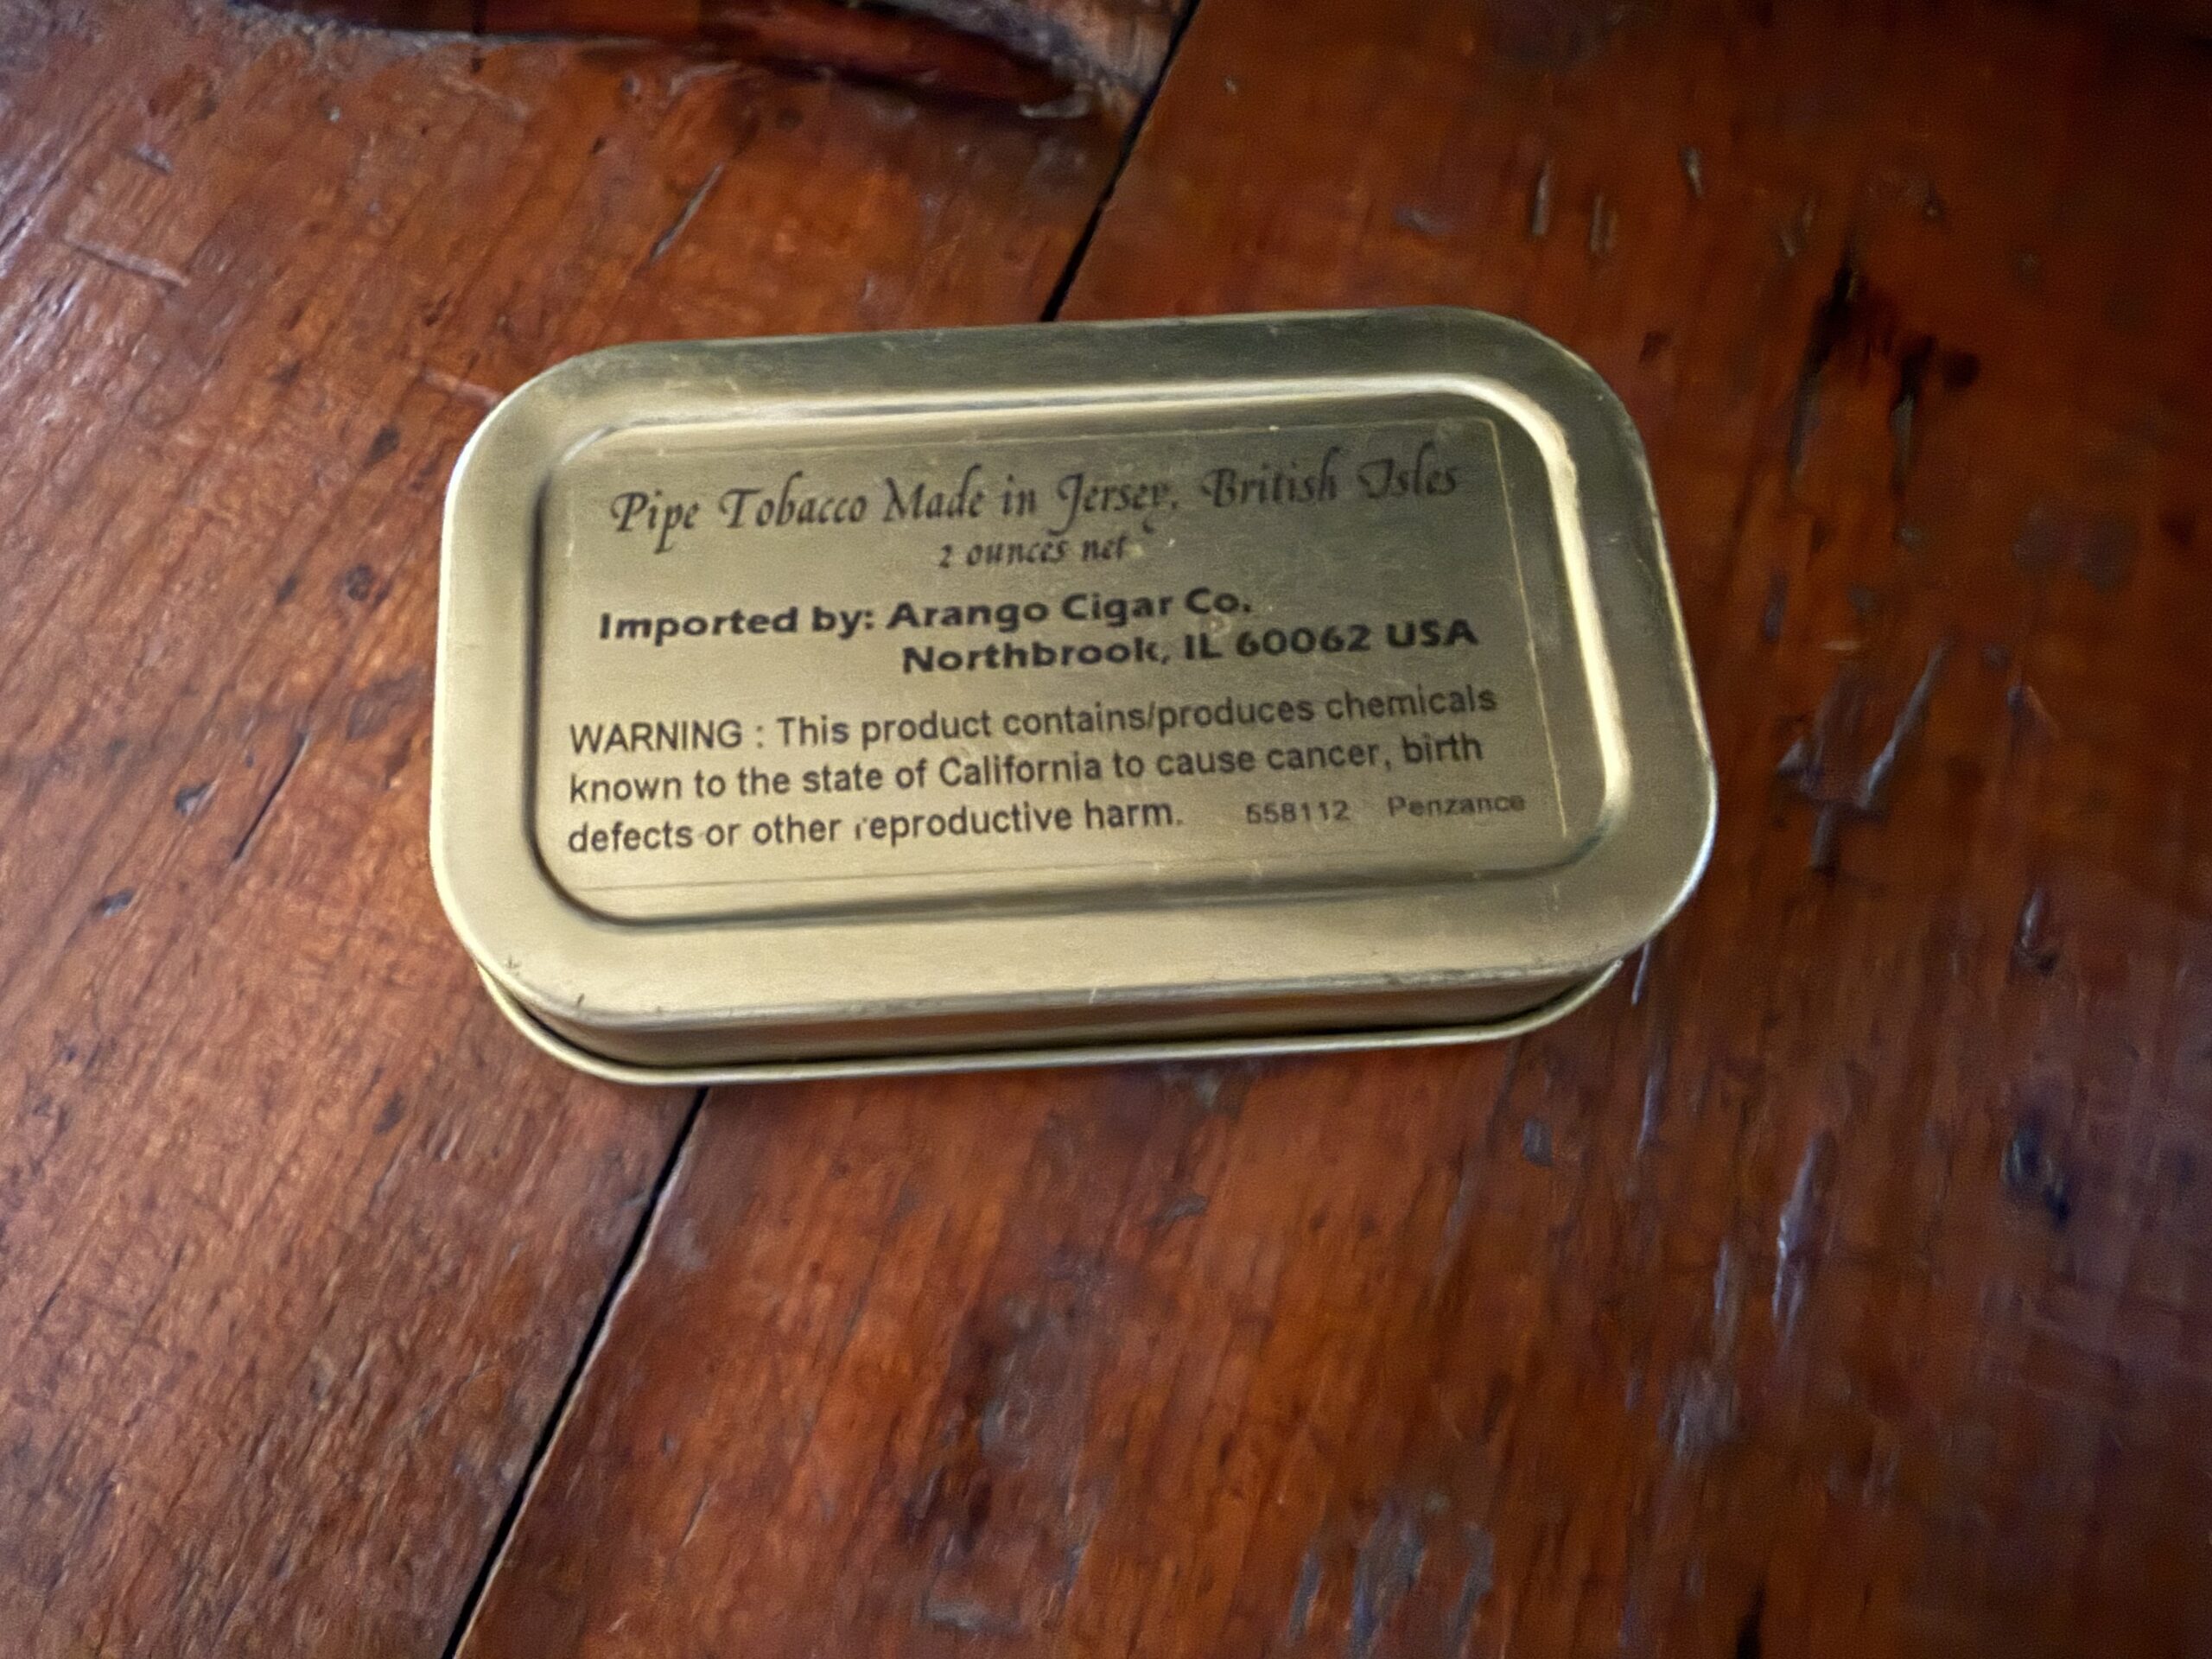 Pipe Tobacco Made in Jersey, British Isles
2 ounces net
Imported by: Arango Cigar Co.
Northbrook, IL 60062 USA
WARNING : This product contains/produces chemicals
known to the state of California to cause cancer, birth
defects or other reproductive harm. 558112 Penzance